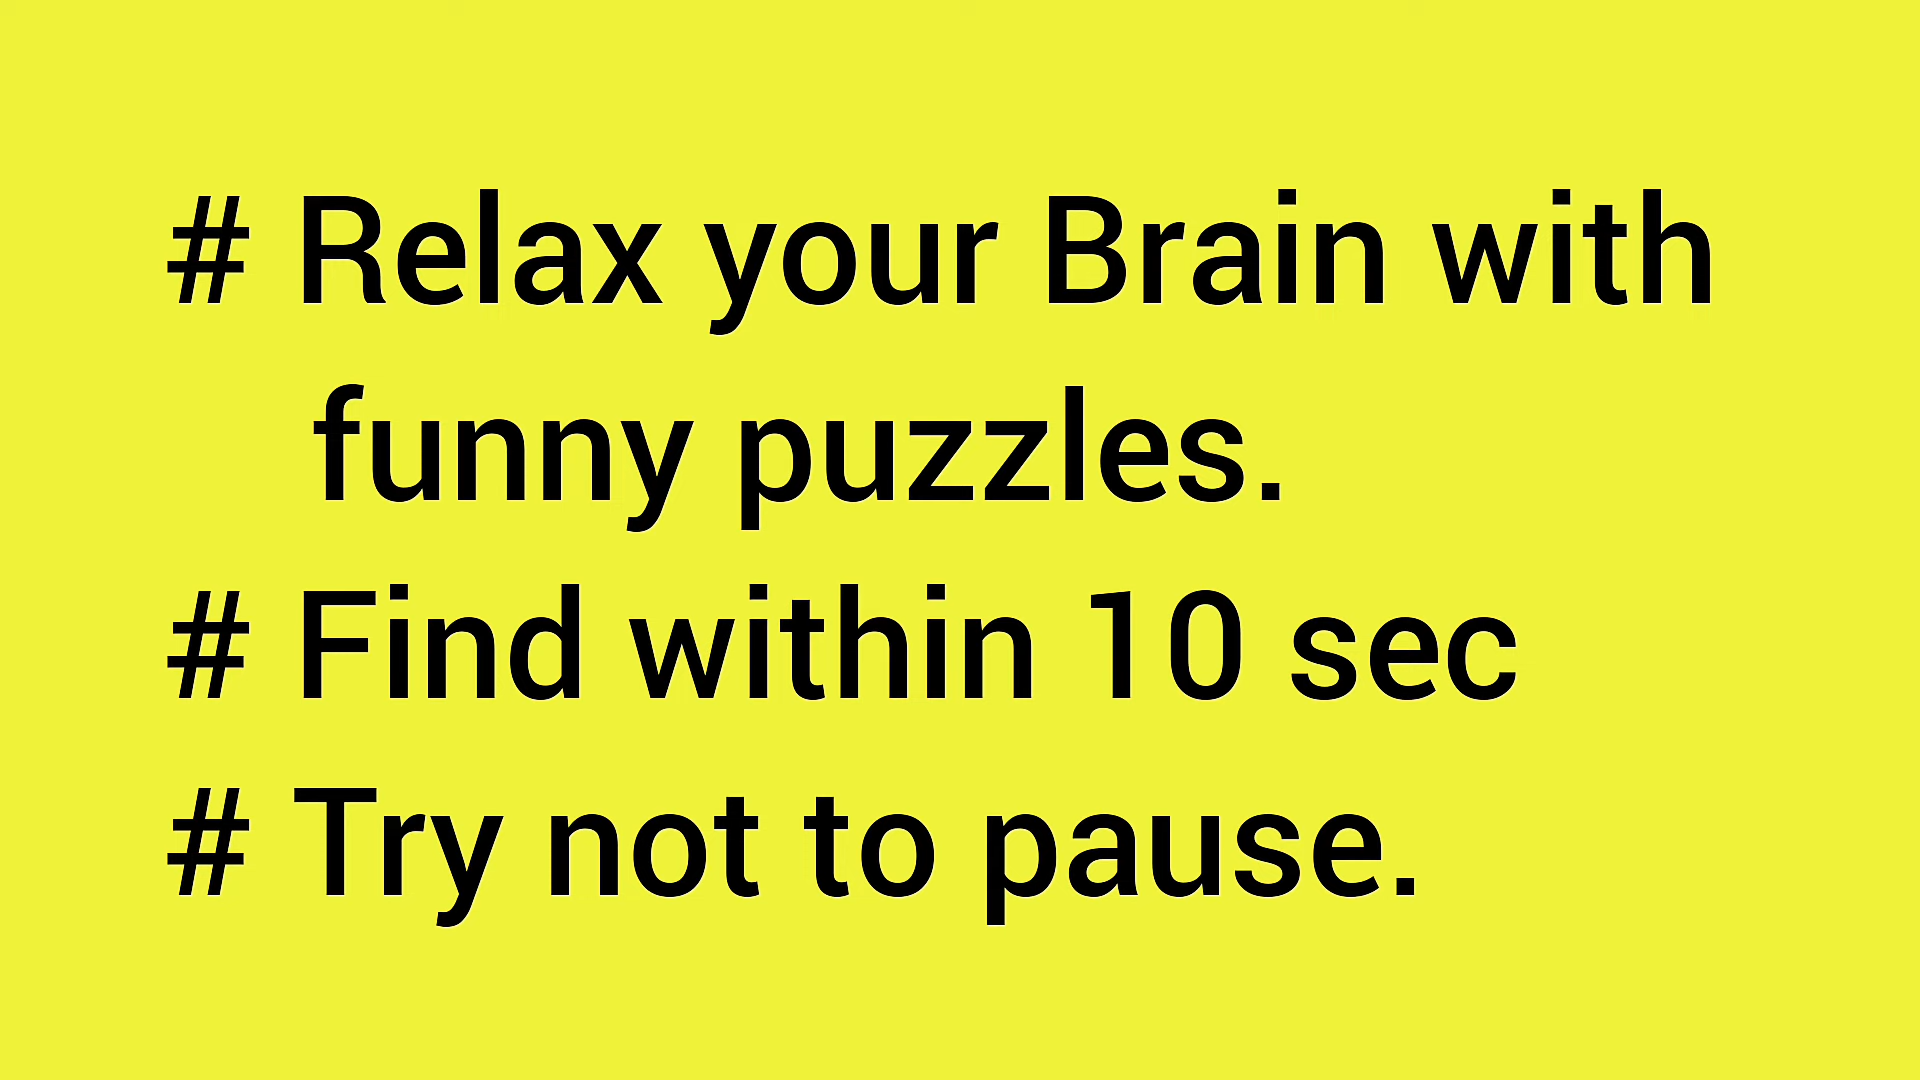 # Relax your Brain with
funny puzzles.
# Find within 10 sec
# Try not to pause.